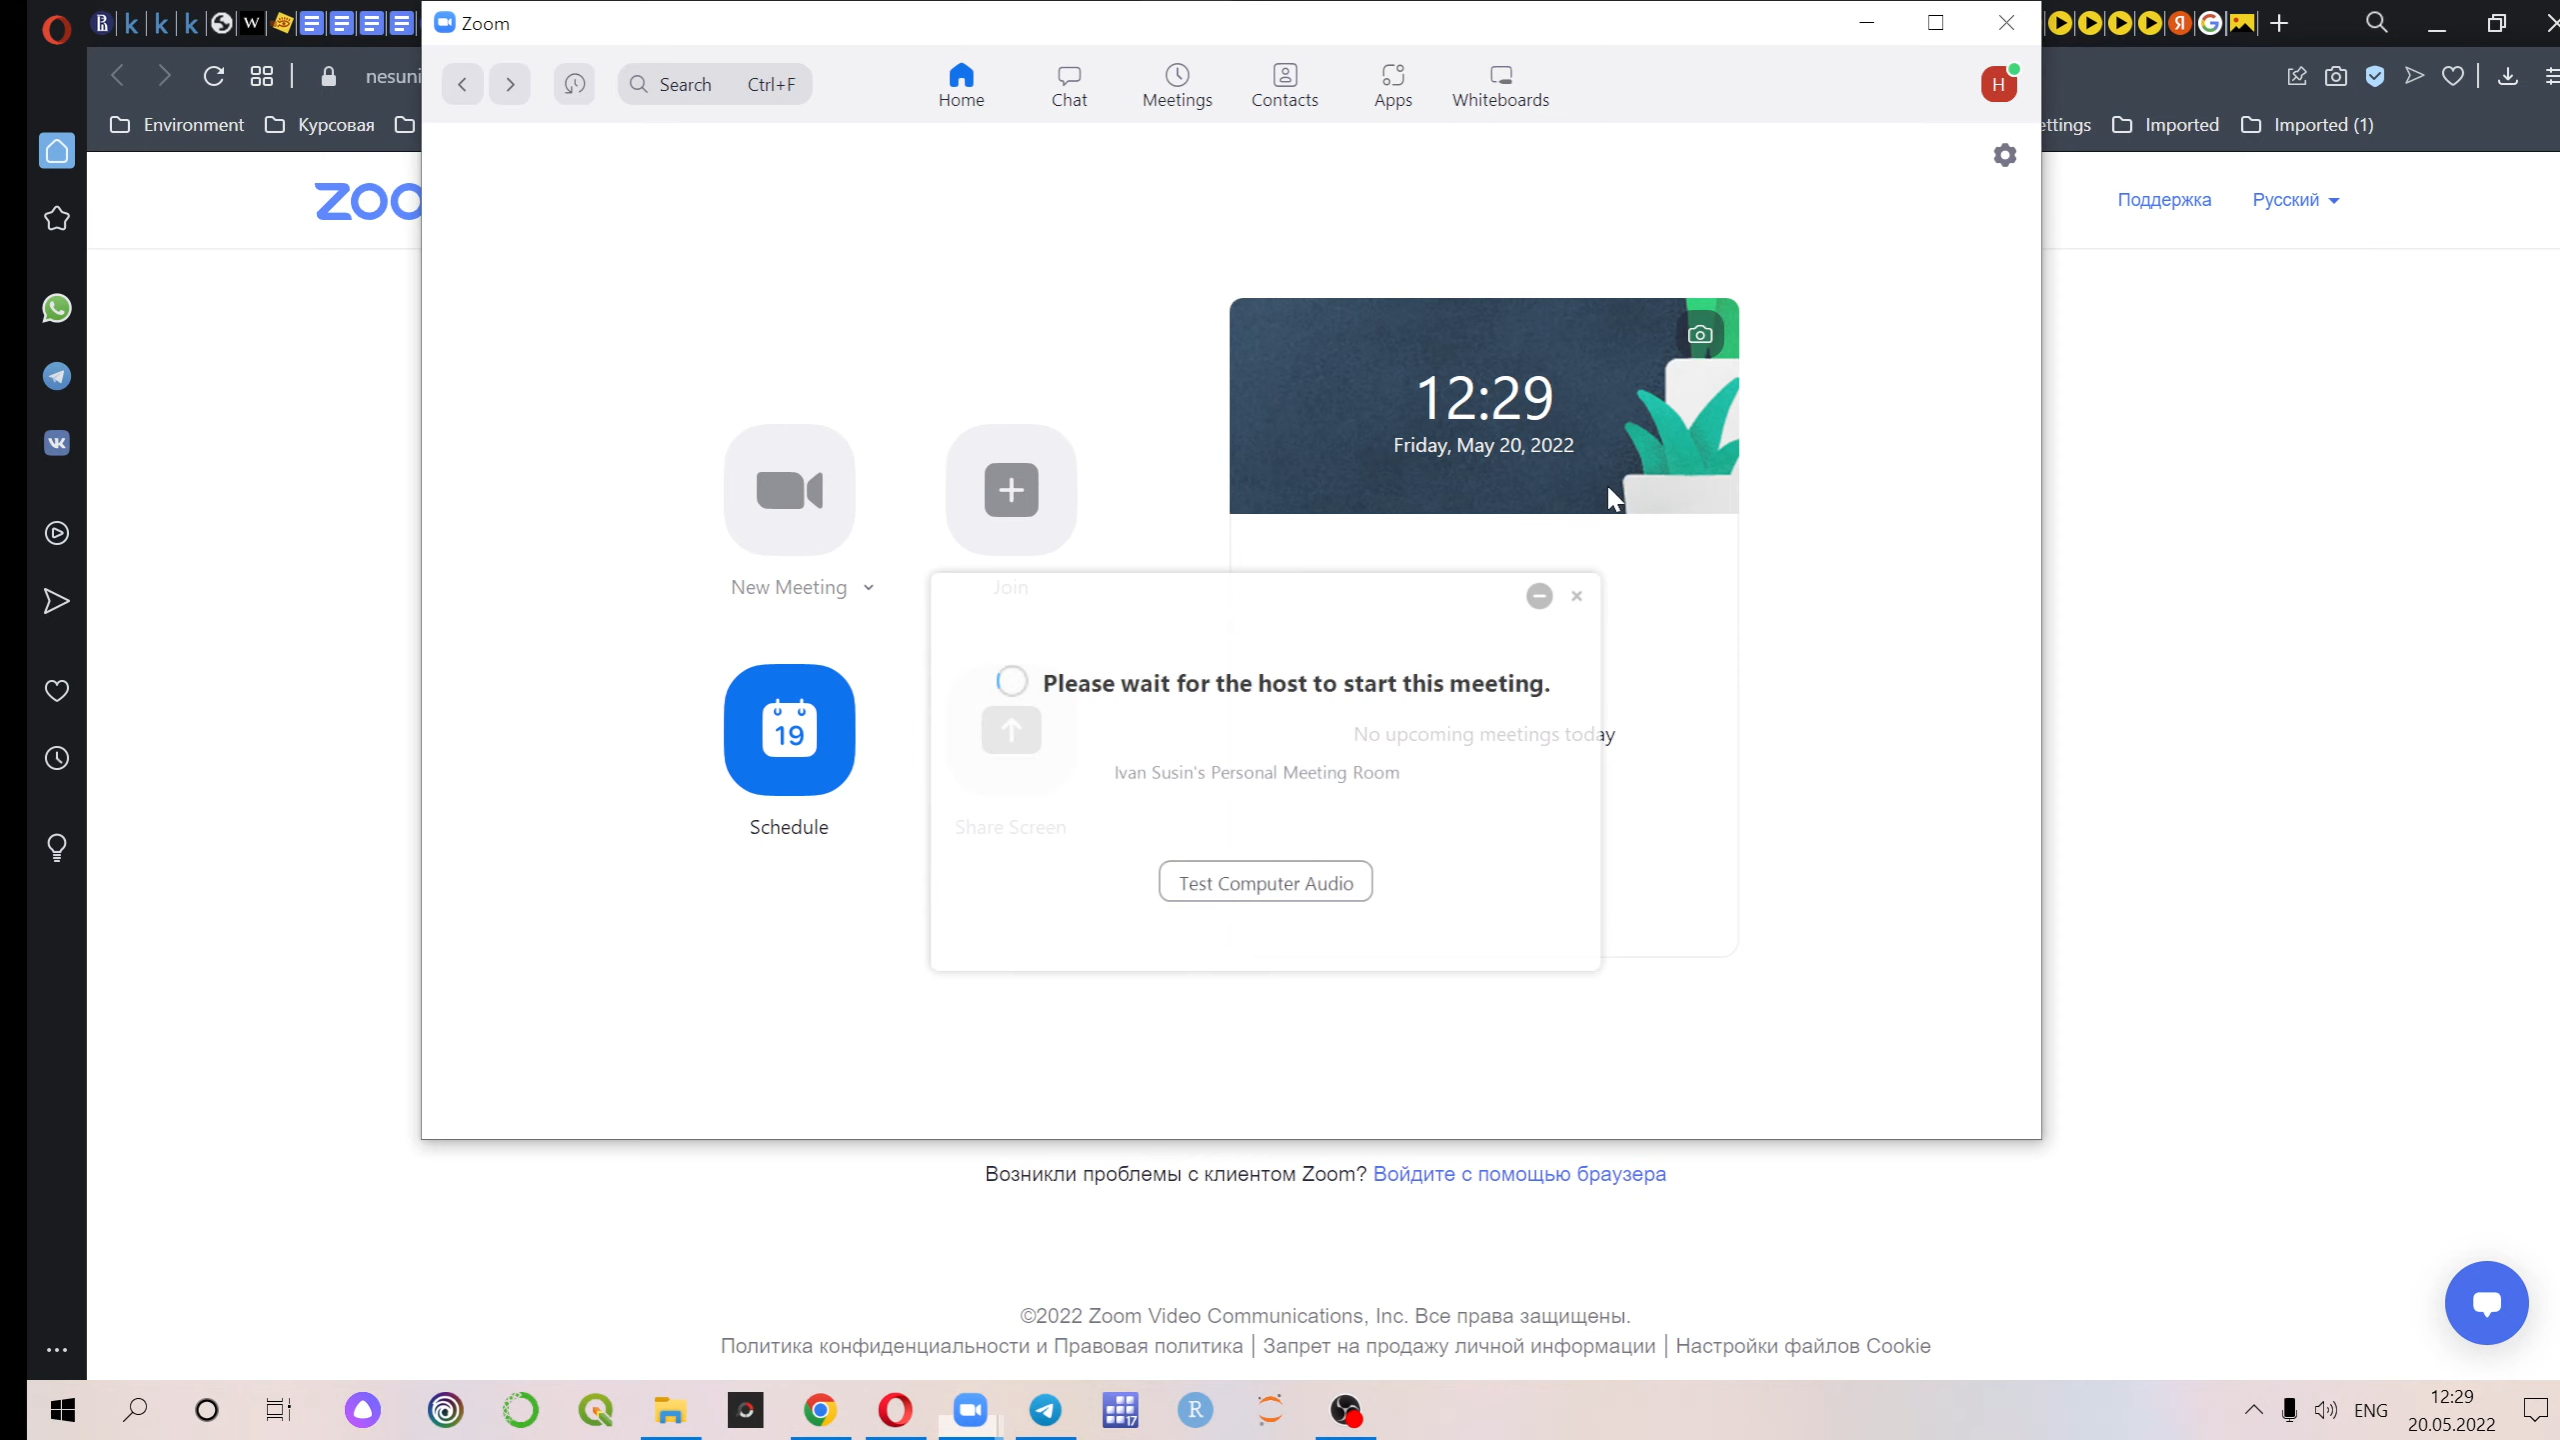 Zoom
nesuni
Search Ctrl+F
Home
Chat
Meetings
Contacts
Apps
Whiteboards
H
Environment
Курсовая
ettings
Imported
Imported (1)
zoo
Поддержка
Русский
12:29
Friday, May 20, 2022
New Meeting
Join
Please wait for the host to start this meeting.
No upcoming meetings today
Ivan Susin's Personal Meeting Room
19
Schedule
Share Screen
Test Computer Audio
Возникли проблемы с клиентом Zoom? Войдите с помощью браузера
©2022 Zoom Video Communications, Inc. Все права защищены.
Политика конфиденциальности и Правовая политика | Запрет на продажу личной информации | Настройки файлов Cookie
17
R
ENG
12:29
20.05.2022